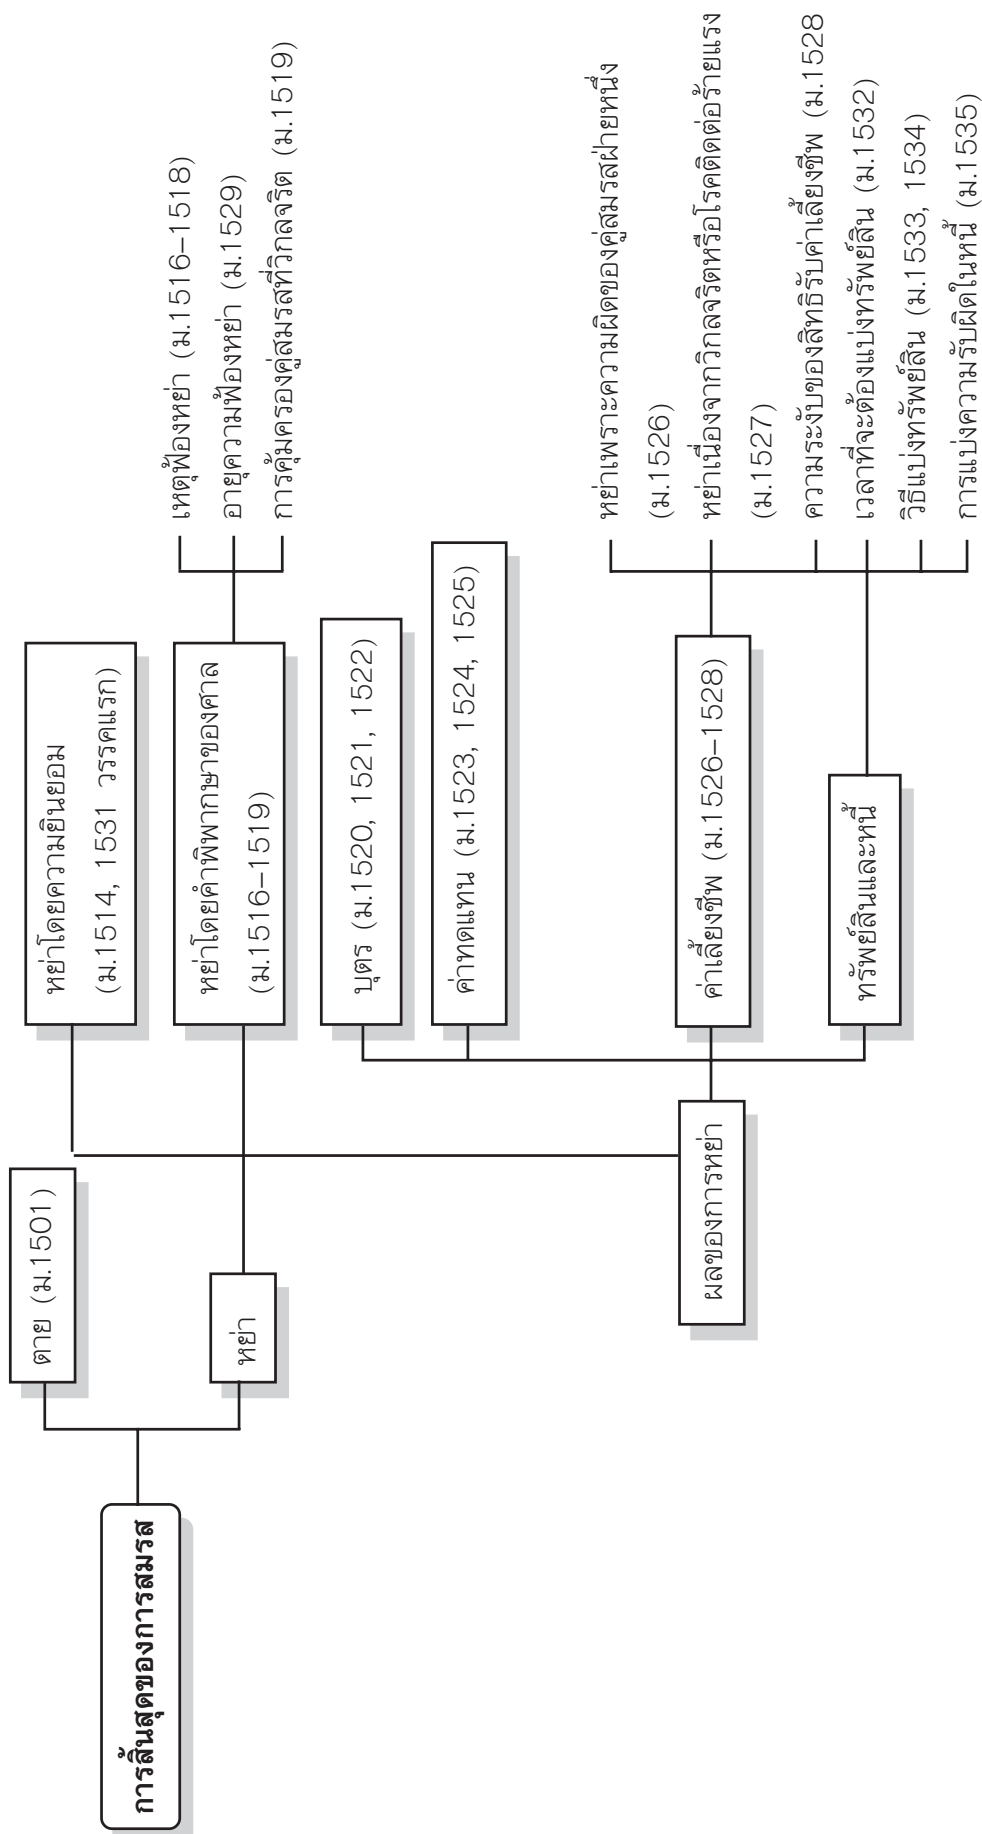 การสิ้นสุดของการสมรส
ตาย (ม.1501)
หย่า
หย่าโดยความยินยอม
(ม.1514, 1531 วรรคแรก)
หย่าโดยคำพิพากษาของศาล
(ม.1516–1519)
เหตุฟ้องหย่า (ม.1516–1518)
อายุความฟ้องหย่า (ม.1529)
การคุ้มครองคู่สมรสที่วิกลจริต (ม.1519)
ผลของการหย่า
บุตร (ม.1520, 1521, 1522)
ค่าทดแทน (ม.1523, 1524, 1525)
ค่าเลี้ยงชีพ (ม.1526–1528)
หย่าเพราะความผิดของคู่สมรสฝ่ายหนึ่ง
(ม.1526)
หย่าเนื่องจากวิกลจริตหรือโรคติดต่อร้ายแรง
(ม.1527)
ความระงับของสิทธิรับค่าเลี้ยงชีพ (ม.1528
ทรัพย์สินและหนี้
เวลาที่จะต้องแบ่งทรัพย์สิน (ม.1532)
วิธีแบ่งทรัพย์สิน (ม.1533, 1534)
การแบ่งความรับผิดในหนี้ (ม.1535)